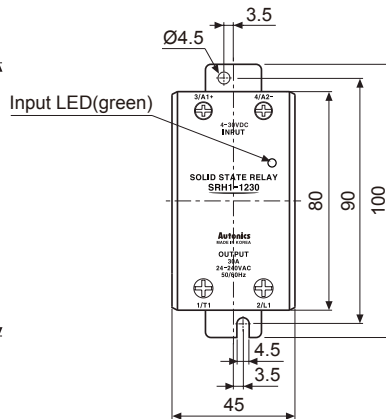 3.5
Ø4.5
3/A1+ 4/A2-
Input LED(green)
4-30VDC
INPUT
SOLID STATE RELAY
SRH1-1230
80
90
100
Autonics
MADE IN KOREA
OUTPUT
30A
24-240VAC
50/60Hz
1/T1 2/L1
4.5
3.5
45